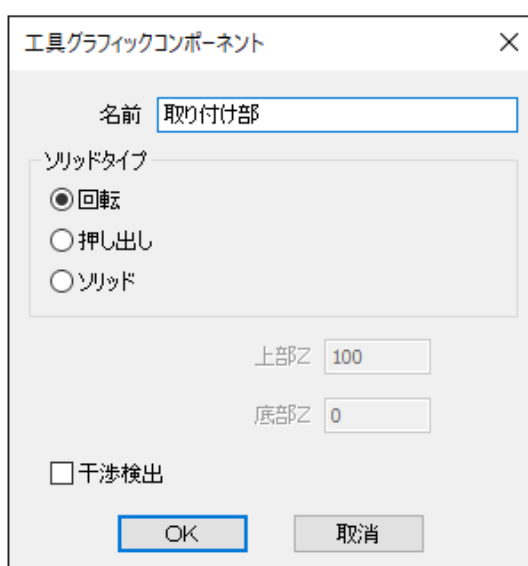 工具グラフィックコンポーネント
名前 取り付け部
ソリッドタイプ
回転
押し出し
ソリッド
上部Z 100
底部Z 0
干渉検出
OK 取消